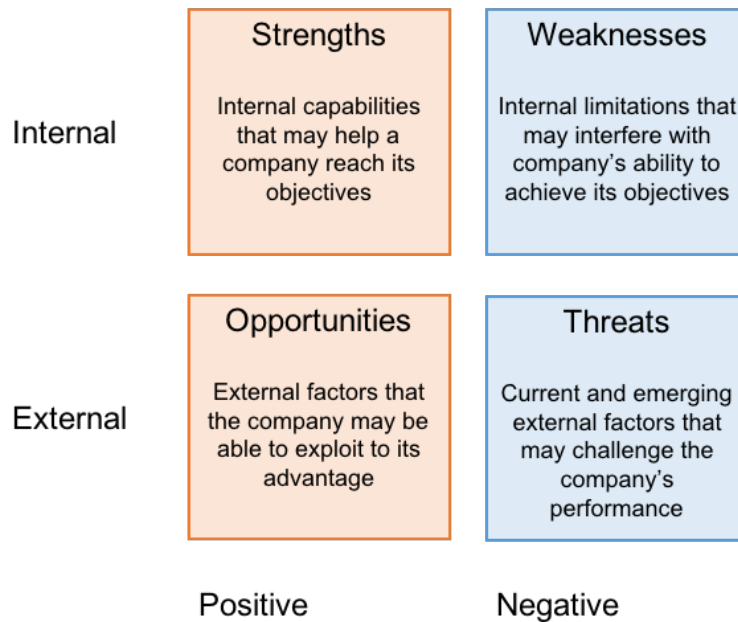 Strengths
Internal capabilities
that may help a
company reach its
objectives
Weaknesses
Internal limitations that
may interfere with
company’s ability to
achieve its objectives
Internal
Opportunities
External factors that
the company may be
able to exploit to its
advantage
Threats
Current and emerging
external factors that
may challenge the
company’s
performance
External
Positive
Negative